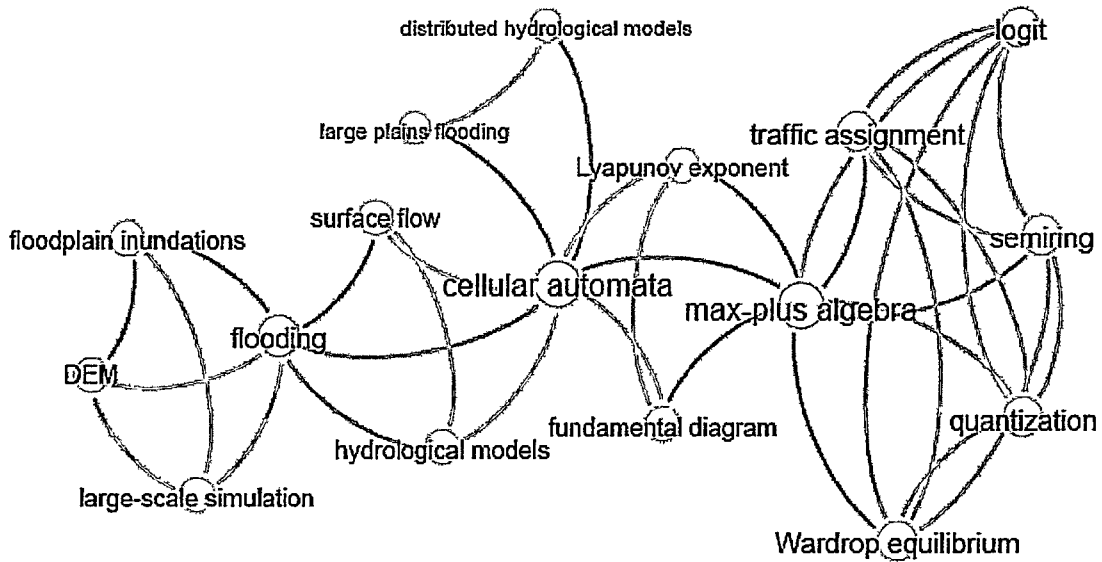 distributed hydrological models
logit
large plains flooding
traffic assignment
Lyapunov exponent
surface flow
floodplain inundations
semiring
cellular automata
max-plus algebra
flooding
DEM
quantization
fundamental diagram
hydrological models
large-scale simulation
Wardrop equilibrium